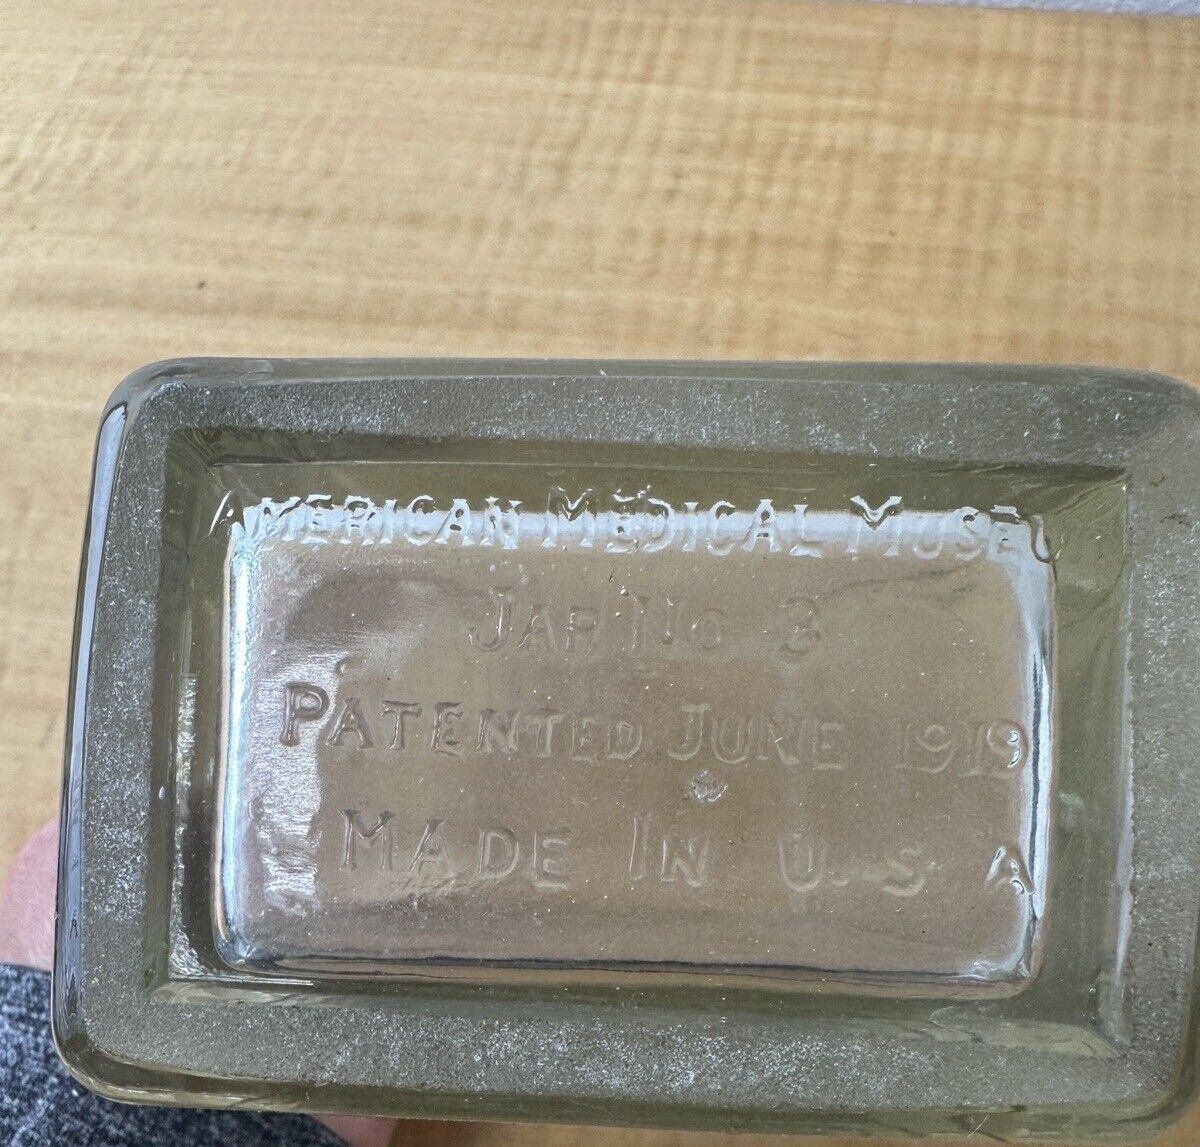 AMERICAN MEDICAL MUSEU
JAR NO 3
PATENTED JUNE 1919
MADE IN U.S A